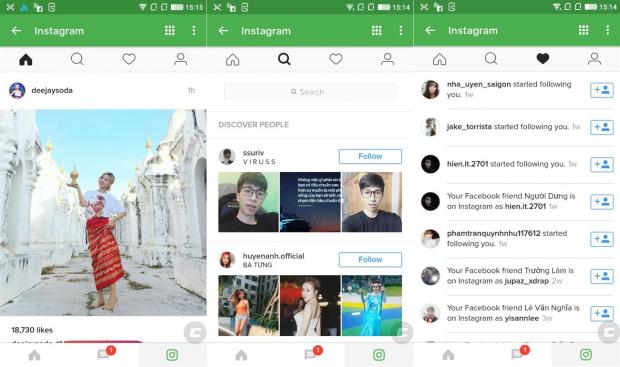 15:15
Instagram
deejaysoda
1h
18,730 likes
1
15:14
Instagram
Search
DISCOVER PEOPLE
ssuriv
V I R U S S
Follow
huyenanh.official
BÀ TƯNG
Follow
1
15:14
Instagram
nha_uyen_saigon started following
you. 1w
jake_torrista started following you. 1w
hien.it.2701 started following you. 1w
Your Facebook friend Người Dưng is
on Instagram as hien.it.2701 1w
phamtranquynhnhu117612 started
following you. 1w
Your Facebook friend Trường Lâm is
on Instagram as jupaz_xdrap 2w
Your Facebook friend Lê Văn Nghĩa is
on Instagram as yisannlee 3w
1